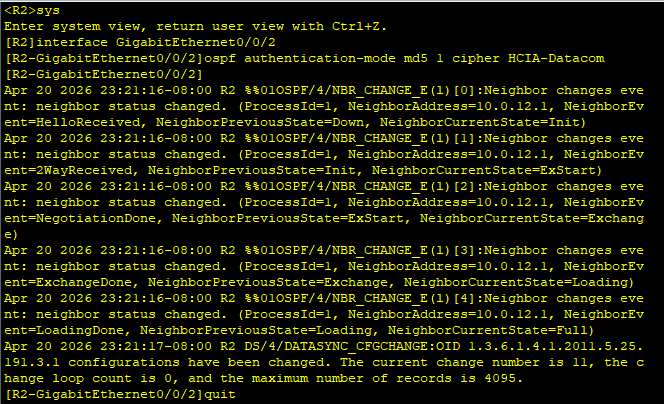 <R2>sys
Enter system view, return user view with Ctrl+Z.
[R2]interface GigabitEthernet0/0/2
[R2-GigabitEthernet0/0/2]ospf authentication-mode md5 1 cipher HCIA-Datacom
[R2-GigabitEthernet0/0/2]
Apr 20 2026 23:21:16-08:00 R2 %%01OSPF/4/NBR_CHANGE_E(l)[0]:Neighbor changes eve
nt: neighbor status changed. (ProcessId=1, NeighborAddress=10.0.12.1, NeighborEv
ent=HelloReceived, NeighborPreviousState=Down, NeighborCurrentState=Init)
Apr 20 2026 23:21:16-08:00 R2 %%01OSPF/4/NBR_CHANGE_E(l)[1]:Neighbor changes eve
nt: neighbor status changed. (ProcessId=1, NeighborAddress=10.0.12.1, NeighborEv
ent=2WayReceived, NeighborPreviousState=Init, NeighborCurrentState=ExStart)
Apr 20 2026 23:21:16-08:00 R2 %%01OSPF/4/NBR_CHANGE_E(l)[2]:Neighbor changes eve
nt: neighbor status changed. (ProcessId=1, NeighborAddress=10.0.12.1, NeighborEv
ent=NegotiationDone, NeighborPreviousState=ExStart, NeighborCurrentState=Exchang
e)
Apr 20 2026 23:21:16-08:00 R2 %%01OSPF/4/NBR_CHANGE_E(l)[3]:Neighbor changes eve
nt: neighbor status changed. (ProcessId=1, NeighborAddress=10.0.12.1, NeighborEv
ent=ExchangeDone, NeighborPreviousState=Exchange, NeighborCurrentState=Loading)
Apr 20 2026 23:21:16-08:00 R2 %%01OSPF/4/NBR_CHANGE_E(l)[4]:Neighbor changes eve
nt: neighbor status changed. (ProcessId=1, NeighborAddress=10.0.12.1, NeighborEv
ent=LoadingDone, NeighborPreviousState=Loading, NeighborCurrentState=Full)
Apr 20 2026 23:21:17-08:00 R2 DS/4/DATASYNC_CFGCHANGE:OID 1.3.6.1.4.1.2011.5.25.
191.3.1 configurations have been changed. The current change number is 11, the c
hange loop count is 0, and the maximum number of records is 4095.
[R2-GigabitEthernet0/0/2]quit